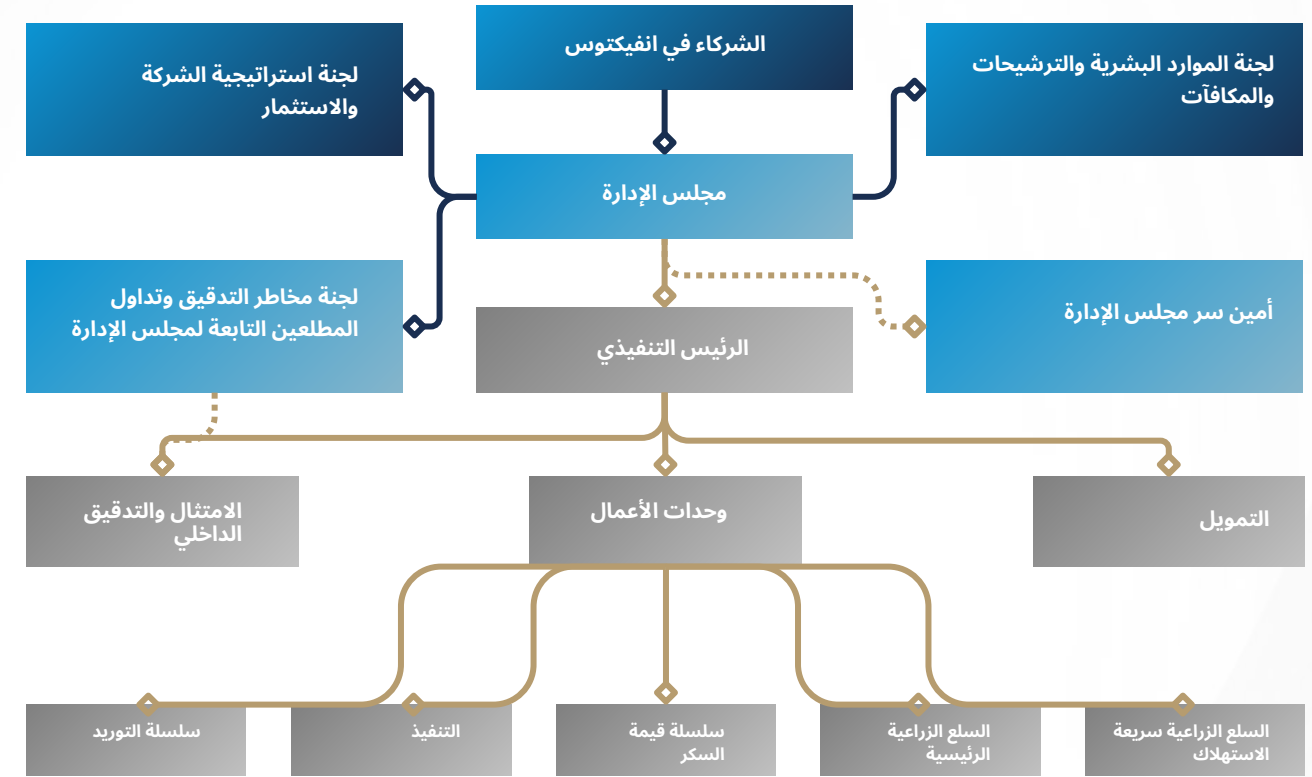 الشركاء في انفيكتوس
لجنة الموارد البشرية والترشيحات
والمكافآت
لجنة استراتيجية الشركة
والاستثمار
مجلس الإدارة
أمين سر مجلس الإدارة
لجنة مخاطر التدقيق وتداول
المطلعين التابعة لمجلس الإدارة
الرئيس التنفيذي
التمويل
وحدات الأعمال
الامتثال والتدقيق
الداخلي
السلع الزراعية سريعة
الاستهلاك
السلع الزراعية
الرئيسية
سلسلة قيمة
السكر
التنفيذ
سلسلة التوريد